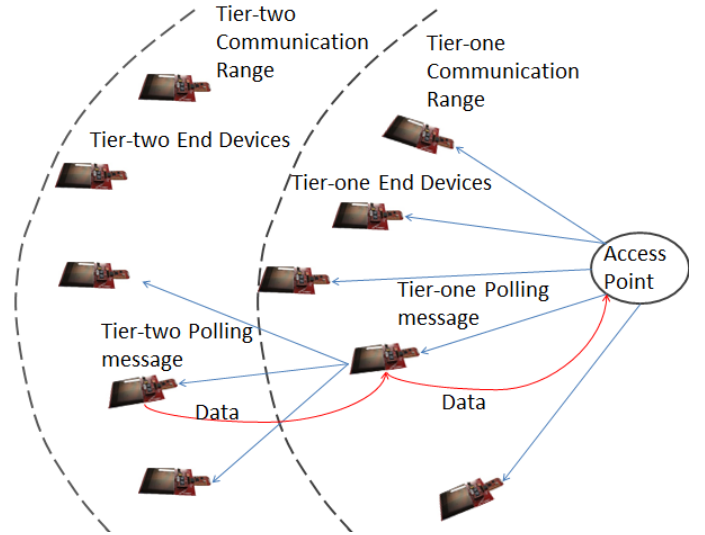 Tier-two
Communication
Range
Tier-one
Communication
Range
Tier-two End Devices
Tier-one End Devices
Access
Point
Tier-one Polling
message
Tier-two Polling
message
Data
Data